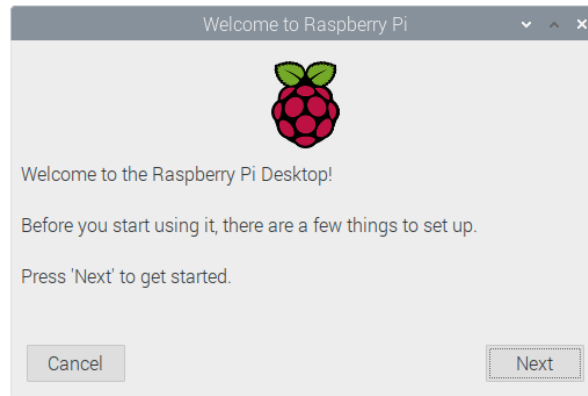 Welcome to Raspberry Pi
Welcome to the Raspberry Pi Desktop!
Before you start using it, there are a few things to set up.
Press 'Next' to get started.
Cancel
Next